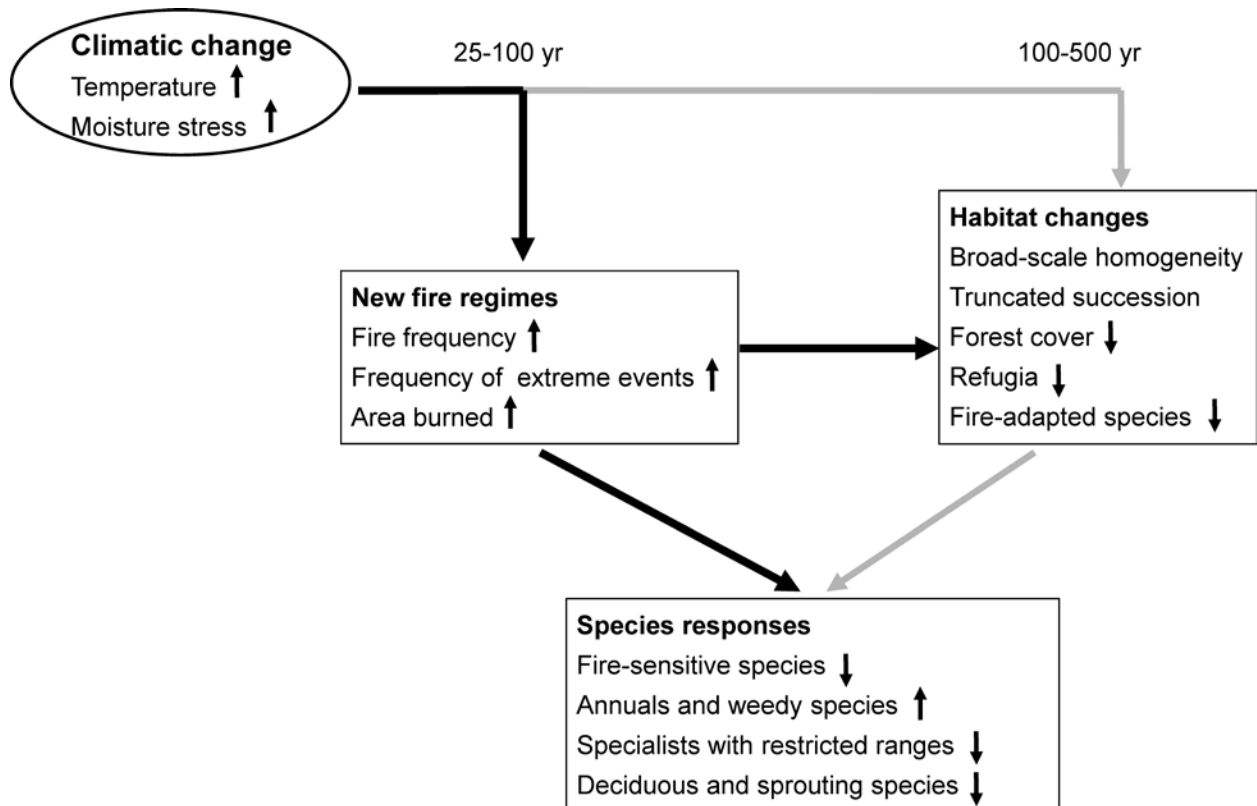 Climatic change
Temperature ↑
Moisture stress ↑
25-100 yr
100-500 yr
New fire regimes
Fire frequency ↑
Frequency of extreme events ↑
Area burned ↑
Habitat changes
Broad-scale homogeneity
Truncated succession
Forest cover ↓
Refugia ↓
Fire-adapted species ↓
Species responses
Fire-sensitive species ↓
Annuals and weedy species ↑
Specialists with restricted ranges ↓
Deciduous and sprouting species ↓